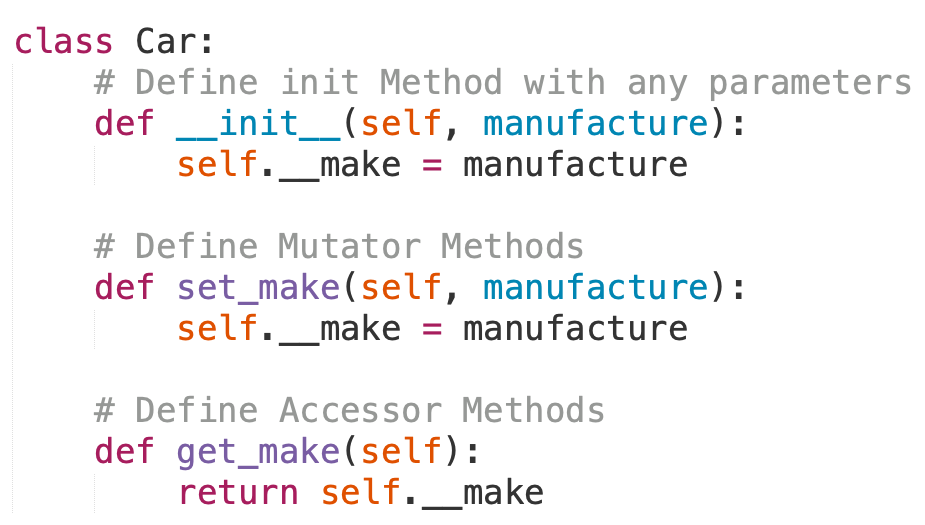 class Car:
    # Define init Method with any parameters
    def __init__(self, manufacture):
        self.__make = manufacture

    # Define Mutator Methods
    def set_make(self, manufacture):
        self.__make = manufacture

    # Define Accessor Methods
    def get_make(self):
        return self.__make